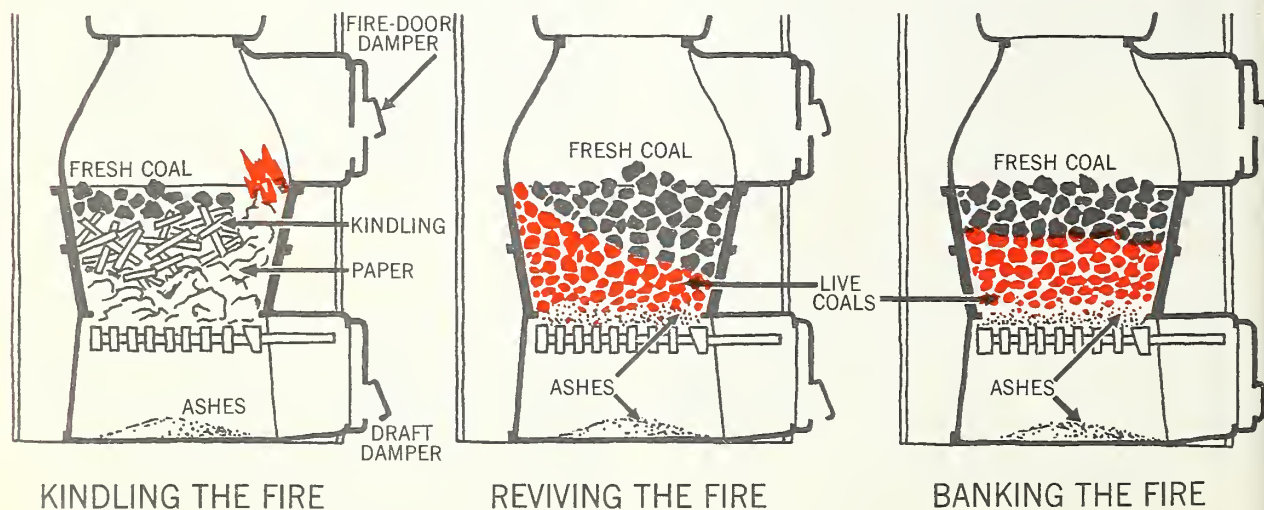 FIRE-DOOR
DAMPER
FRESH COAL
KINDLING
PAPER
ASHES
DRAFT
DAMPER
KINDLING THE FIRE
FRESH COAL
LIVE
COALS
ASHES
REVIVING THE FIRE
FRESH COAL
ASHES
BANKING THE FIRE